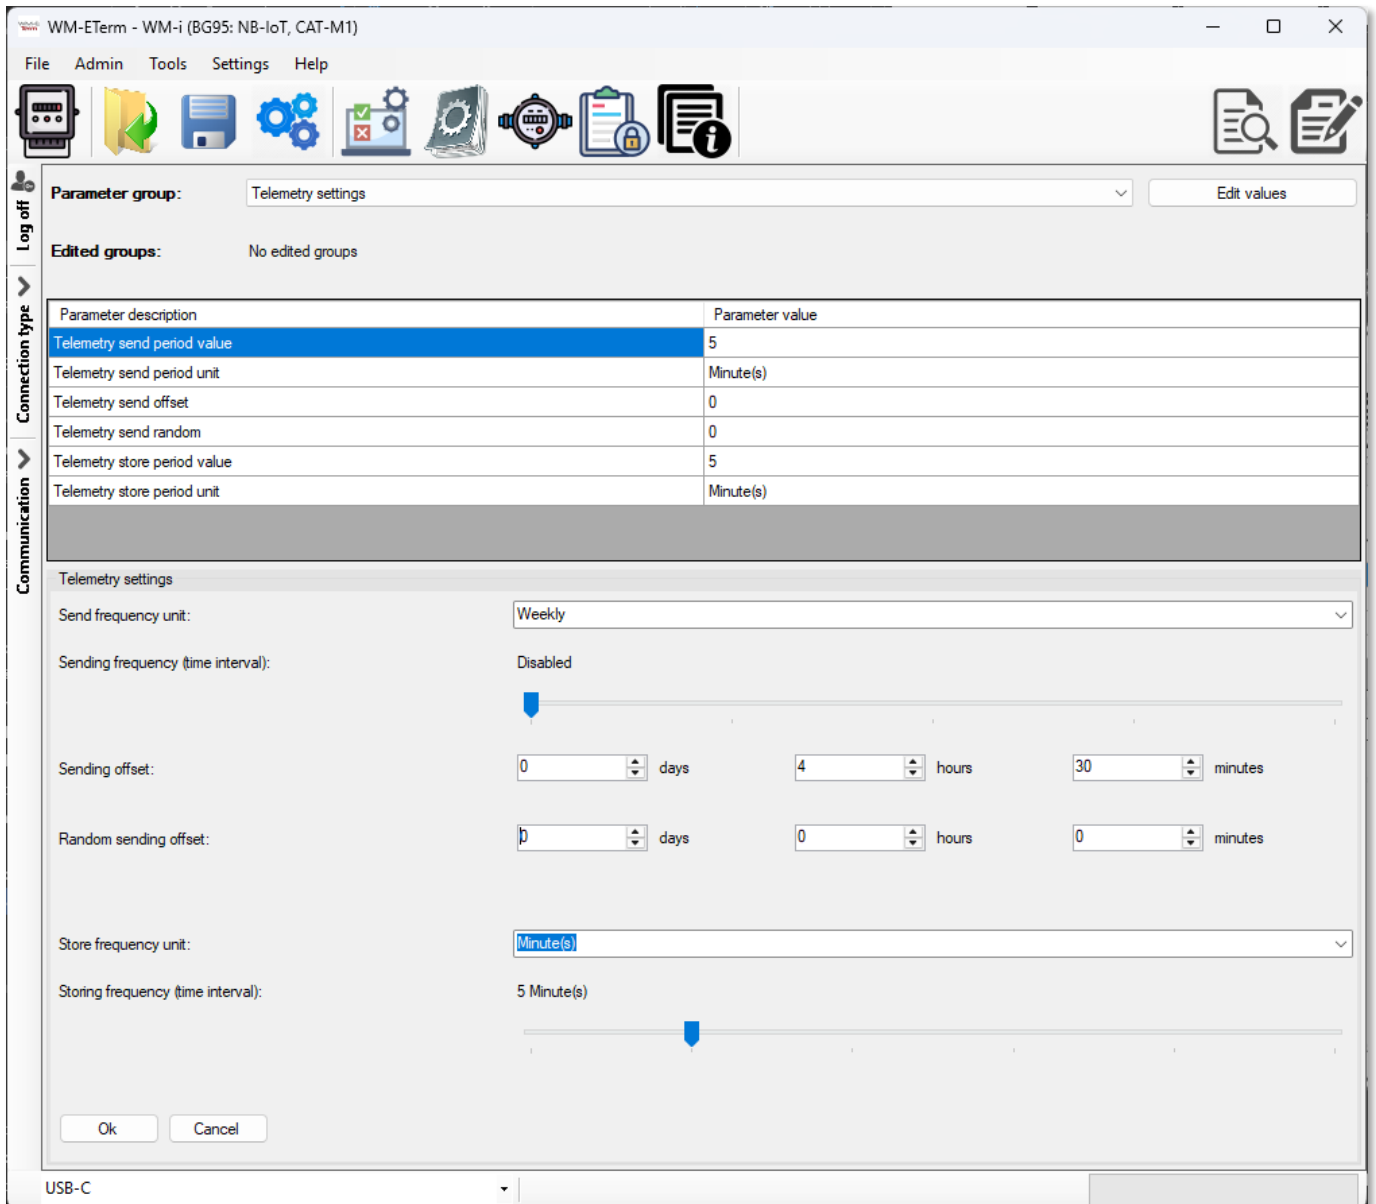 WM-ETerm - WM-i (BG95: NB-IoT, CAT-M1)
File Admin Tools Settings Help
Log off
Connection type
Communication
Parameter group: Telemetry settings Edit values
Edited groups: No edited groups
Parameter description Parameter value
Telemetry send period value 5
Telemetry send period unit Minute(s)
Telemetry send offset 0
Telemetry send random 0
Telemetry store period value 5
Telemetry store period unit Minute(s)
Telemetry settings
Send frequency unit: Weekly
Sending frequency (time interval): Disabled
Sending offset: 0 days 4 hours 30 minutes
Random sending offset: 0 days 0 hours 0 minutes
Store frequency unit: Minute(s)
Storing frequency (time interval): 5 Minute(s)
Ok Cancel
USB-C